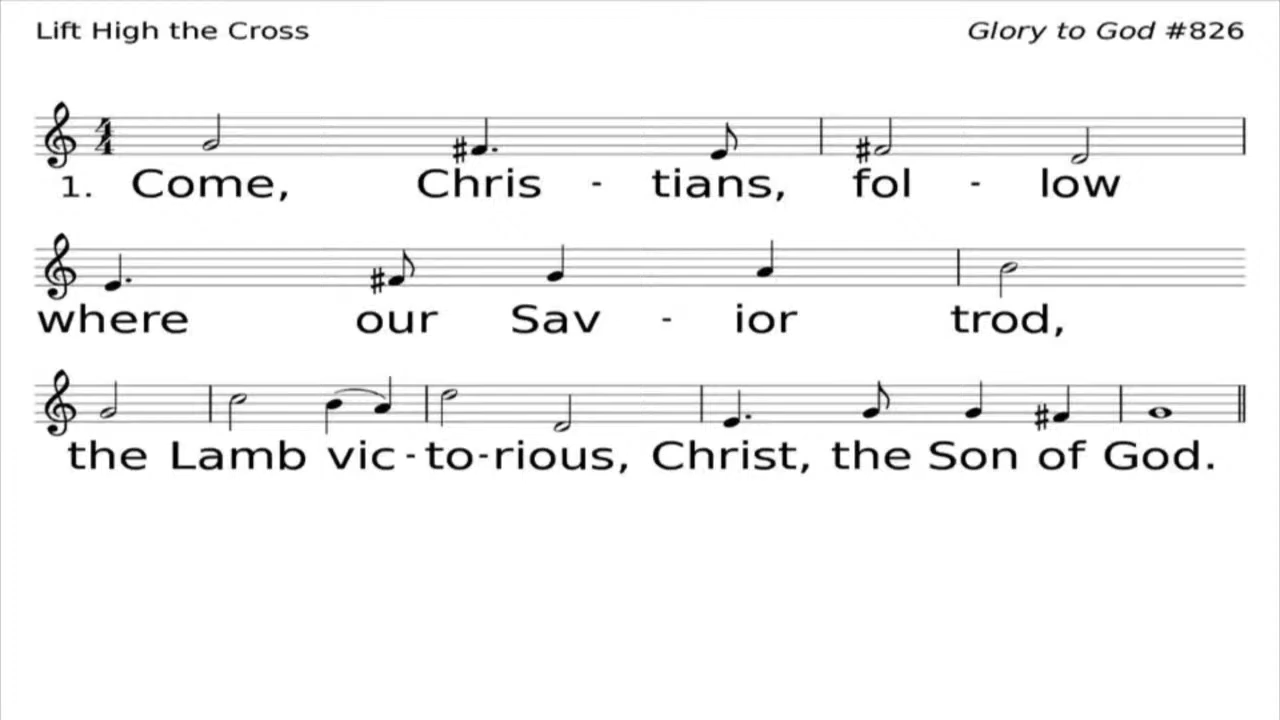 Lift High the Cross Glory to God #826
1. Come, Chris - tians, fol - low
where our Sav - ior trod,
the Lamb vic - to - rious, Christ, the Son of God.